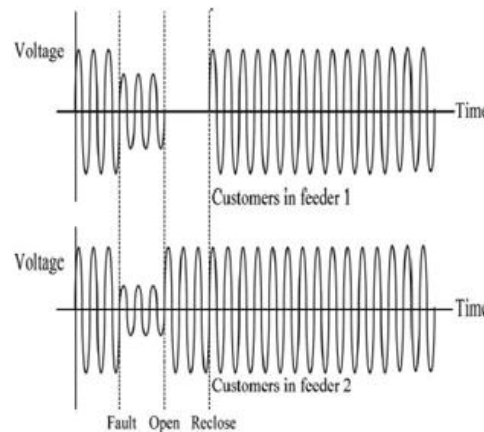 Voltage
Time
Customers in feeder 1
Voltage
Time
Customers in feeder 2
Fault Open Reclose